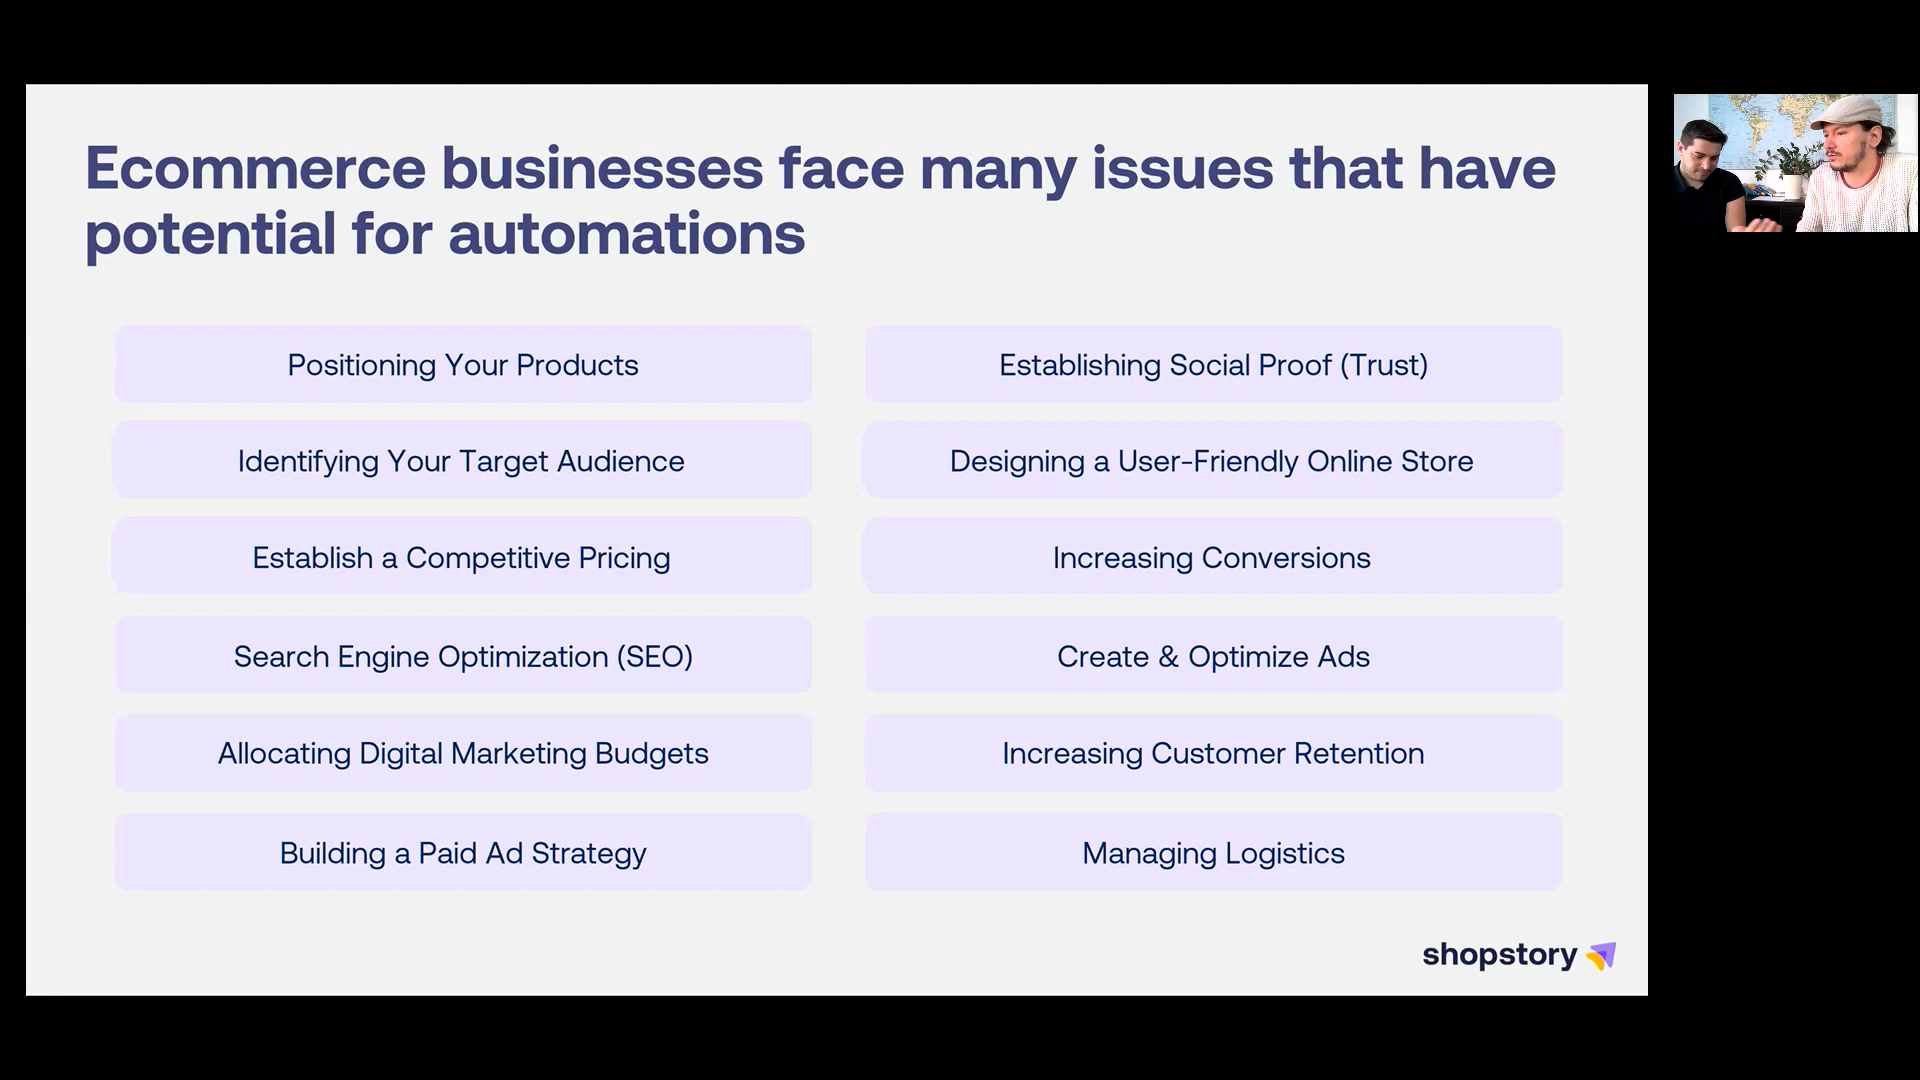 Ecommerce businesses face many issues that have
potential for automations
Positioning Your Products
Identifying Your Target Audience
Establish a Competitive Pricing
Search Engine Optimization (SEO)
Allocating Digital Marketing Budgets
Building a Paid Ad Strategy
Establishing Social Proof (Trust)
Designing a User-Friendly Online Store
Increasing Conversions
Create & Optimize Ads
Increasing Customer Retention
Managing Logistics
shopstory